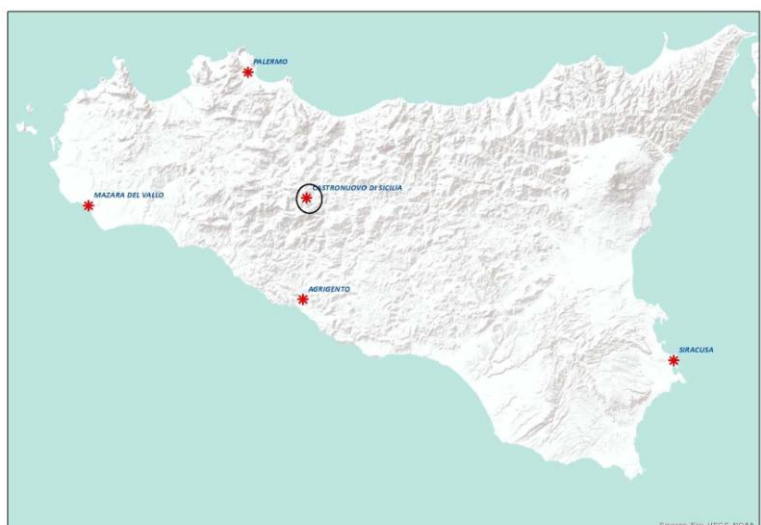 PALERMO
CASTRONUOVO DI SICILIA
MAZARA DEL VALLO
AGRIGENTO
SIRACUSA